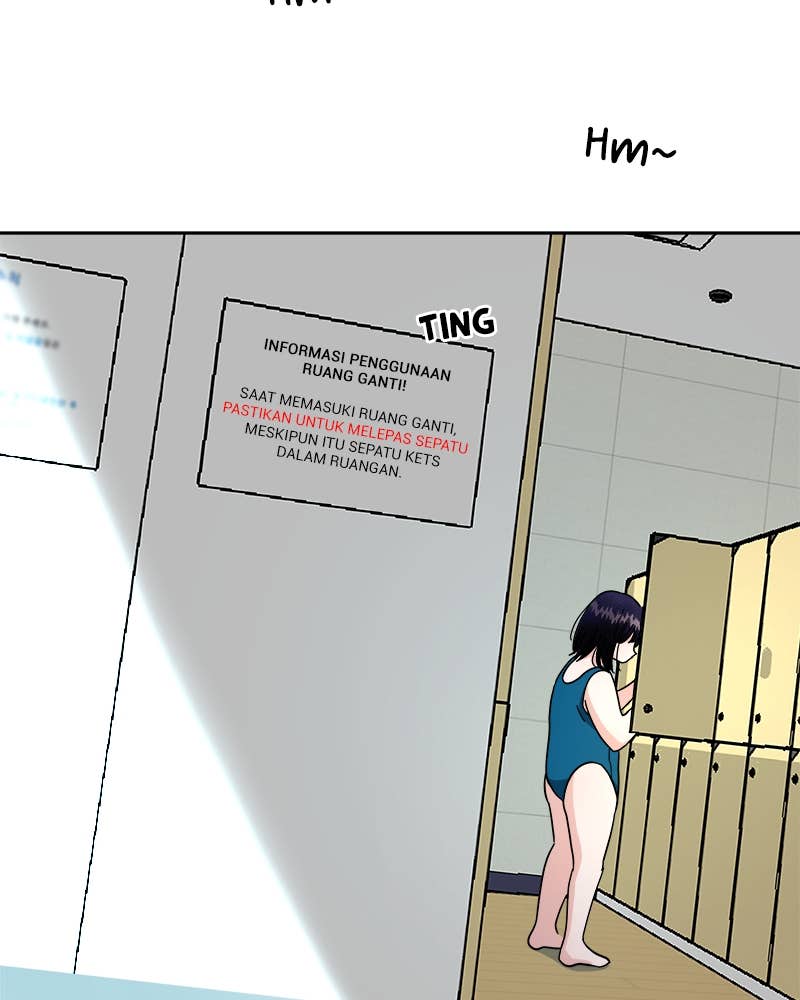 Hm~
TING
INFORMASI PENGGUNAAN
RUANG GANTI!
SAAT MEMASUKI RUANG GANTI,
PASTIKAN UNTUK MELEPAS SEPATU
MESKIPUN ITU SEPATU KETS
DALAM RUANGAN.